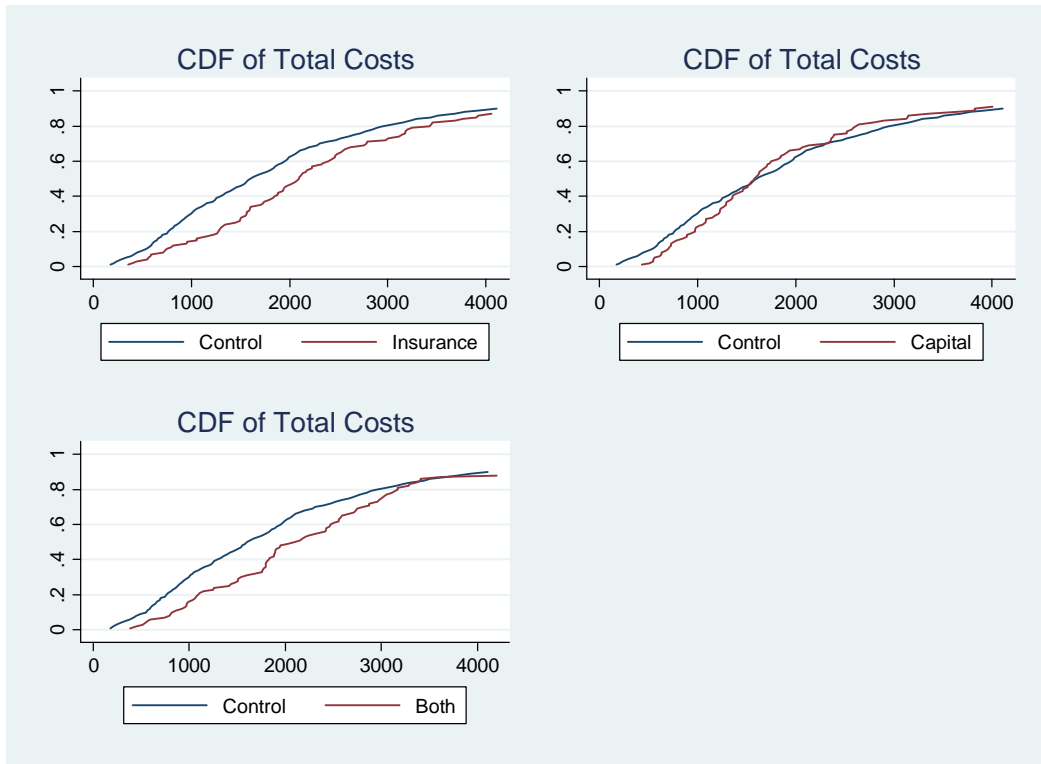 CDF of Total Costs
1
.8
.6
.4
.2
0
0 1000 2000 3000 4000
Control Insurance
CDF of Total Costs
1
.8
.6
.4
.2
0
0 1000 2000 3000 4000
Control Capital
CDF of Total Costs
1
.8
.6
.4
.2
0
0 1000 2000 3000 4000
Control Both